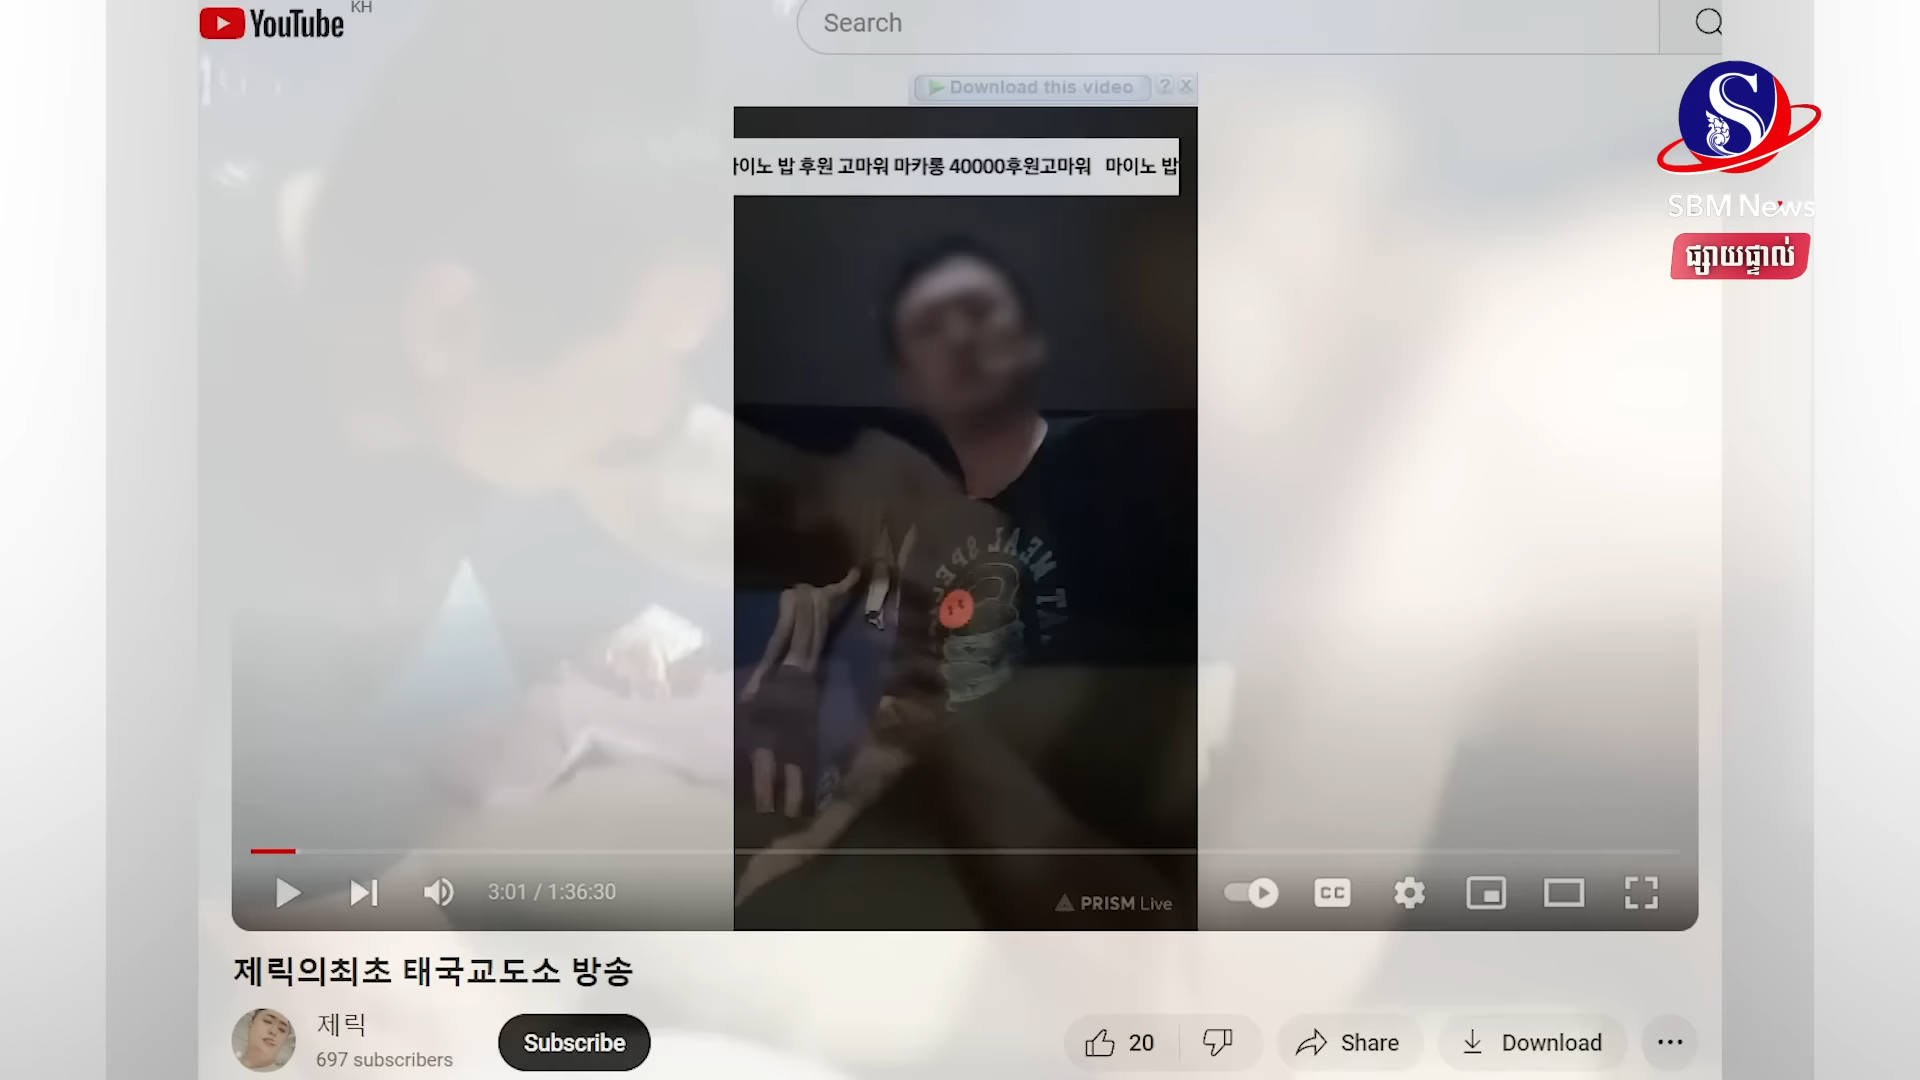 YouTube
KH
Search
Download this video
? X
마이노 밥 후원 고마워 마카롱 40000후원고마워 마이노 밥
SBM News
ផ្សាយផ្ទាល់
3:01 / 1:36:30
CC
PRISM Live
제릭의최초 태국교도소 방송
제릭
697 subscribers
Subscribe
20
Share
Download